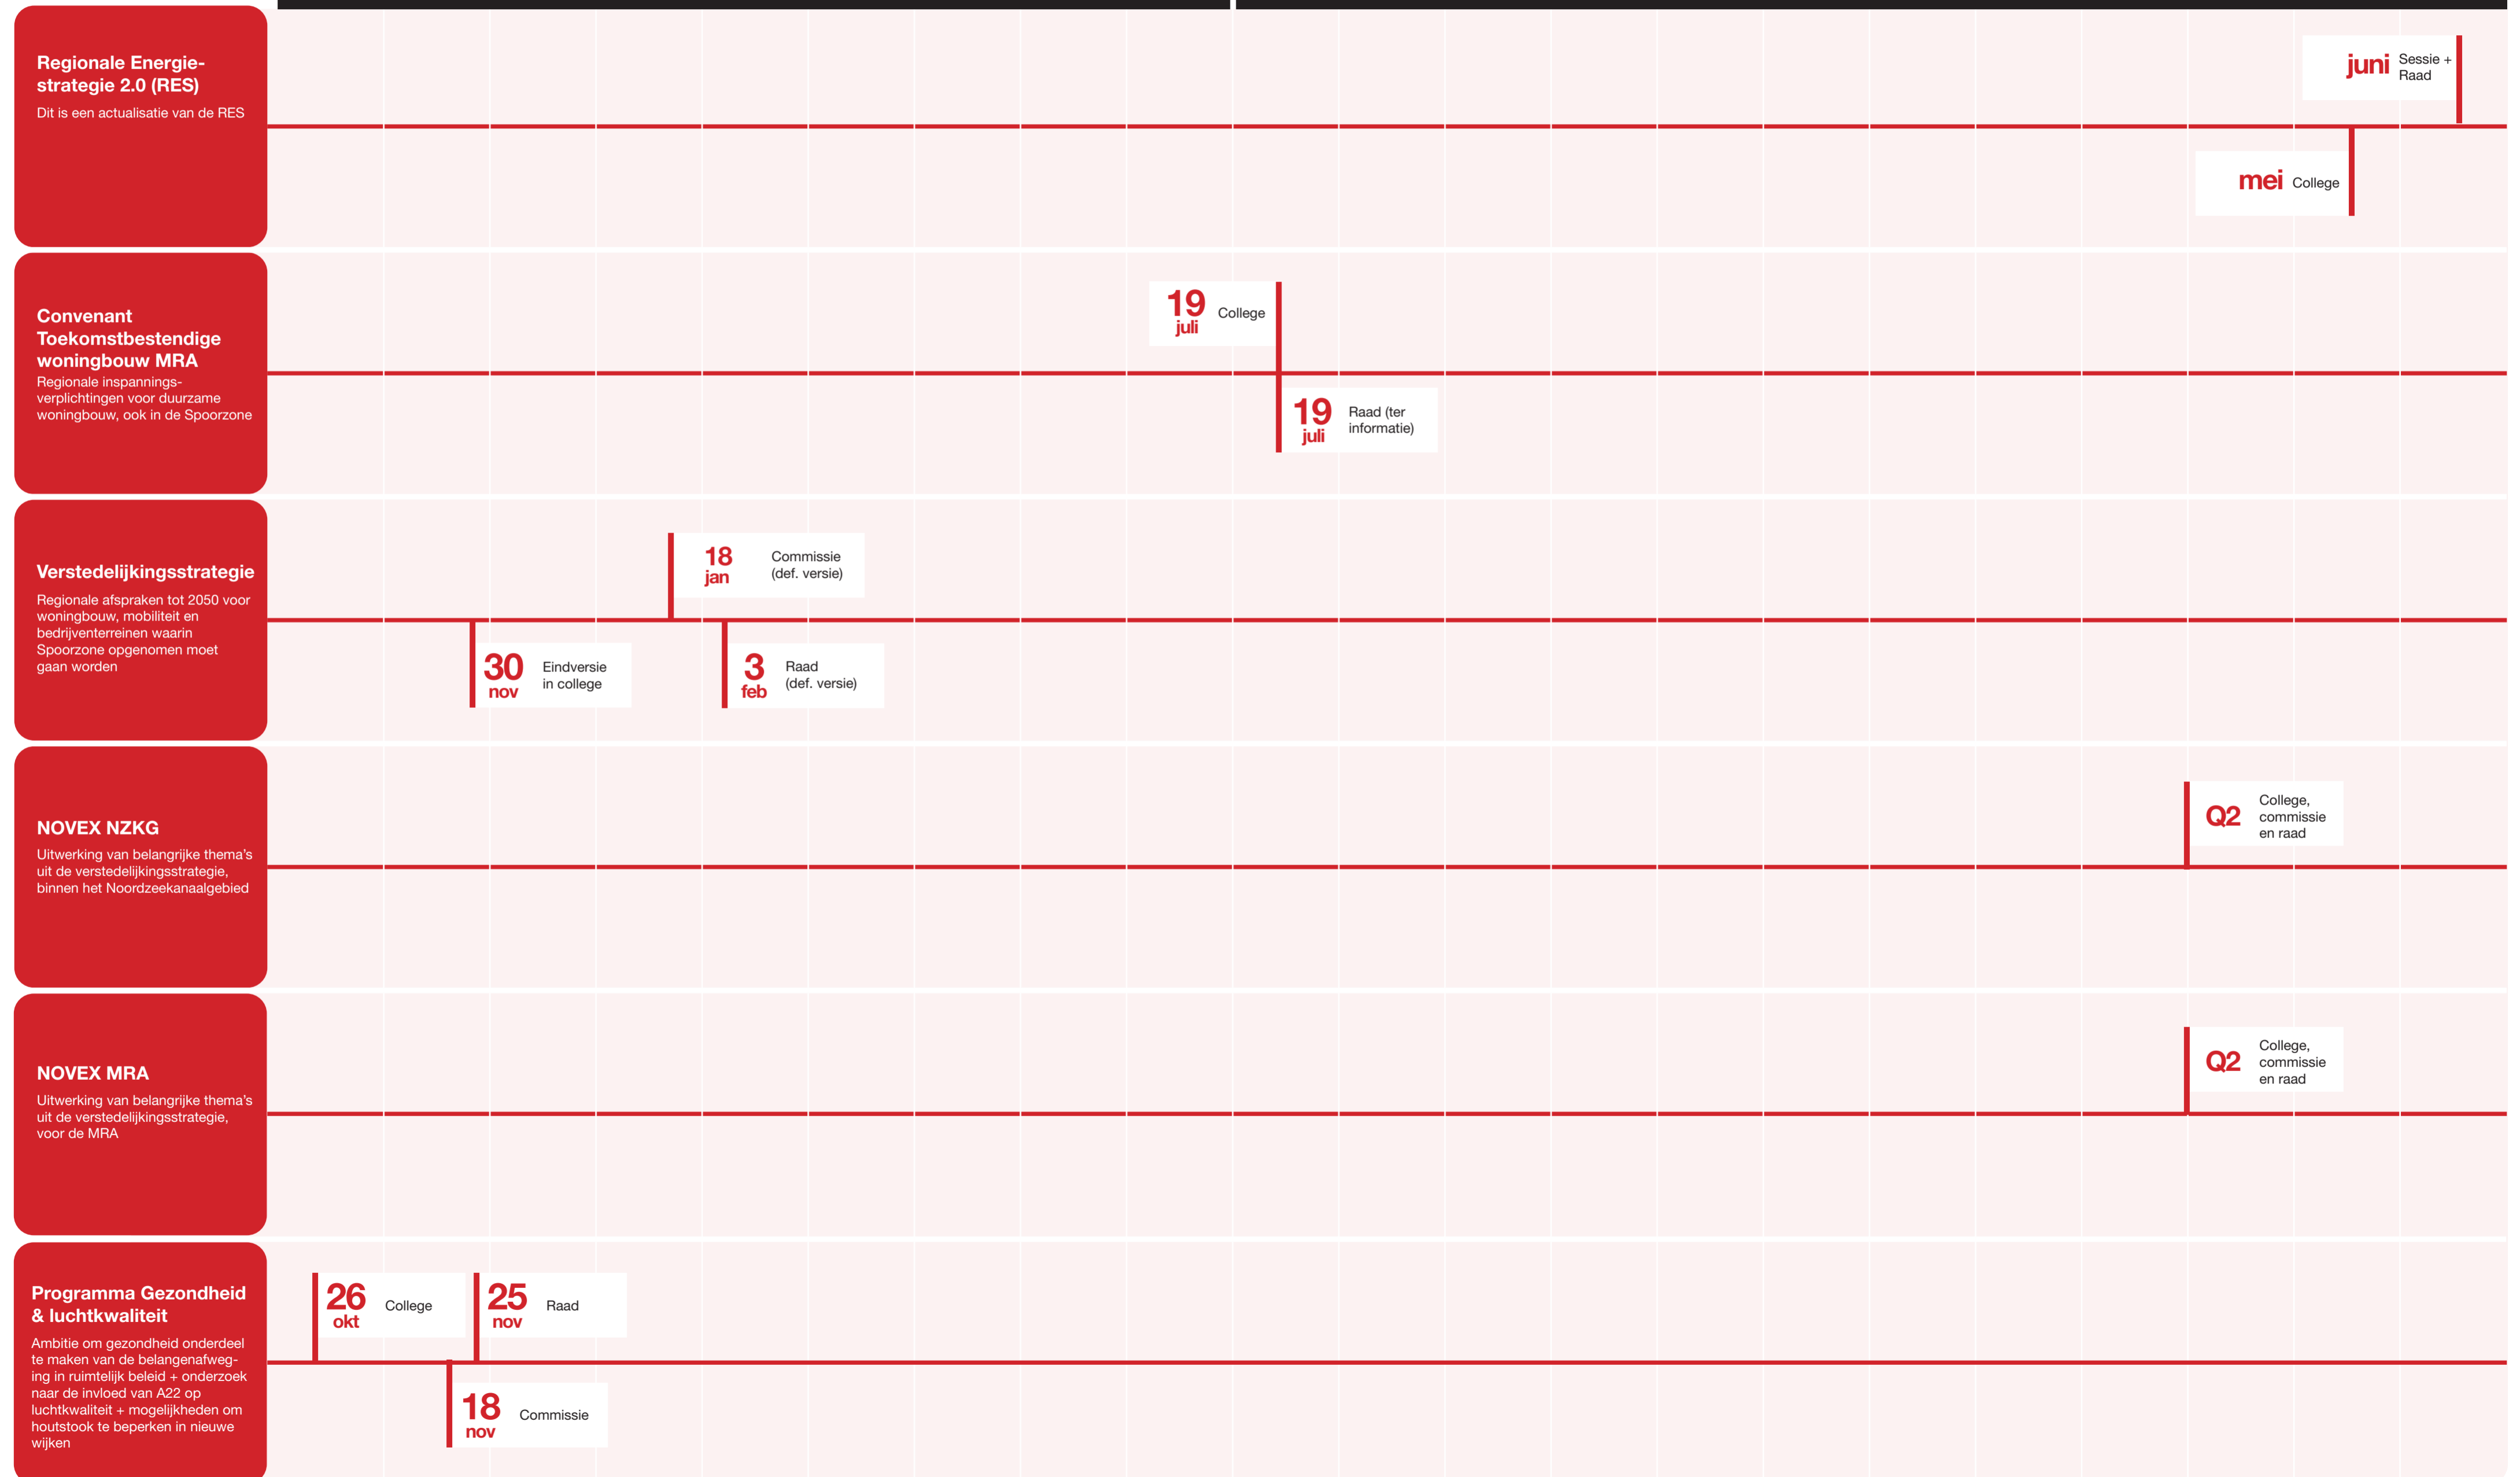 Regionale Energie-
strategie 2.0 (RES)
Dit is een actualisatie van de RES
juni Sessie +
Raad
mei College
Convenant
Toekomstbestendige
woningbouw MRA
Regionale inspannings-
verplichtingen voor duurzame
woningbouw, ook in de Spoorzone
19
juli
College
19
juli
Raad (ter
informatie)
Verstedelijkingsstrategie
Regionale afspraken tot 2050 voor
woningbouw, mobiliteit en
bedrijventerreinen waarin
Spoorzone opgenomen moet
gaan worden
18
jan
Commissie
(def. versie)
30
nov
Eindversie
in college
3
feb
Raad
(def. versie)
NOVEX NZKG
Uitwerking van belangrijke thema’s
uit de verstedelijkingsstrategie,
binnen het Noordzeekanaalgebied
Q2
College,
commissie
en raad
NOVEX MRA
Uitwerking van belangrijke thema’s
uit de verstedelijkingsstrategie,
voor de MRA
Q2
College,
commissie
en raad
Programma Gezondheid
& luchtkwaliteit
Ambitie om gezondheid onderdeel
te maken van de belangenafweg-
ing in ruimtelijk beleid + onderzoek
naar de invloed van A22 op
luchtkwaliteit + mogelijkheden om
houtstook te beperken in nieuwe
wijken
26
okt
College
25
nov
Raad
18
nov
Commissie